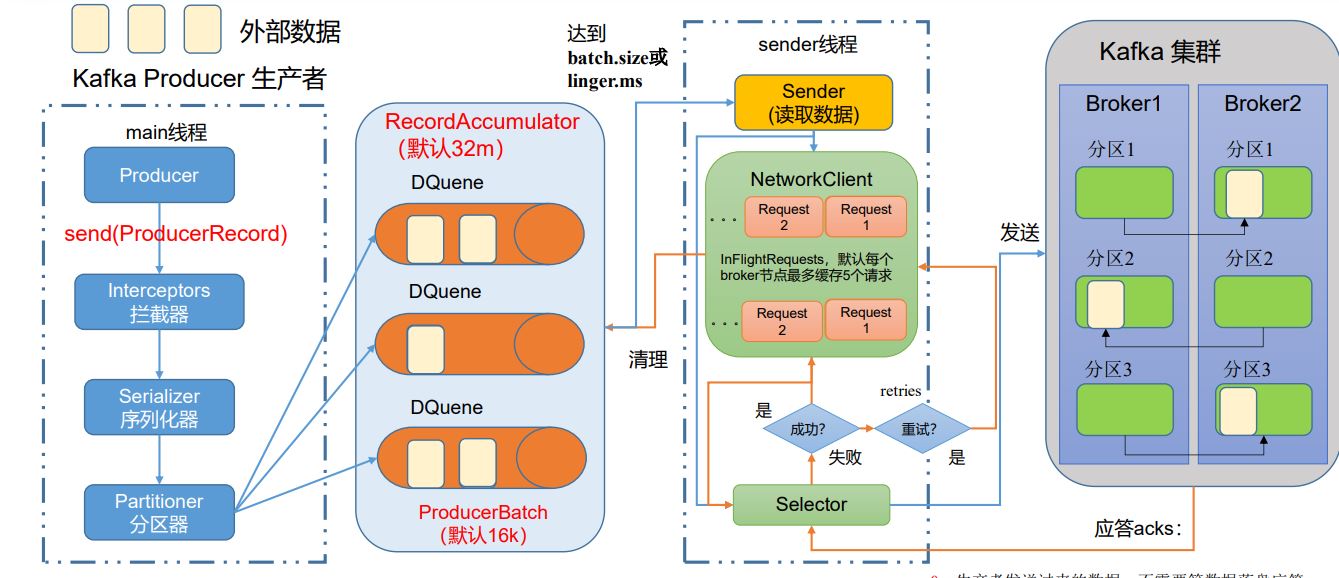 外部数据
Kafka Producer 生产者
main线程
Producer
send(ProducerRecord)
Interceptors
拦截器
Serializer
序列化器
Partitioner
分区器
RecordAccumulator
（默认32m）
DQuene
DQuene
DQuene
ProducerBatch
（默认16k）
达到
batch.size或
linger.ms
清理
sender线程
Sender
(读取数据)
NetworkClient
...
Request
2
Request
1
InFlightRequests，默认每个
broker节点最多缓存5个请求
...
Request
2
Request
1
retries
是
成功?
重试?
失败
是
Selector
发送
Kafka 集群
Broker1
Broker2
分区1
分区1
分区2
分区2
分区3
分区3
应答acks：